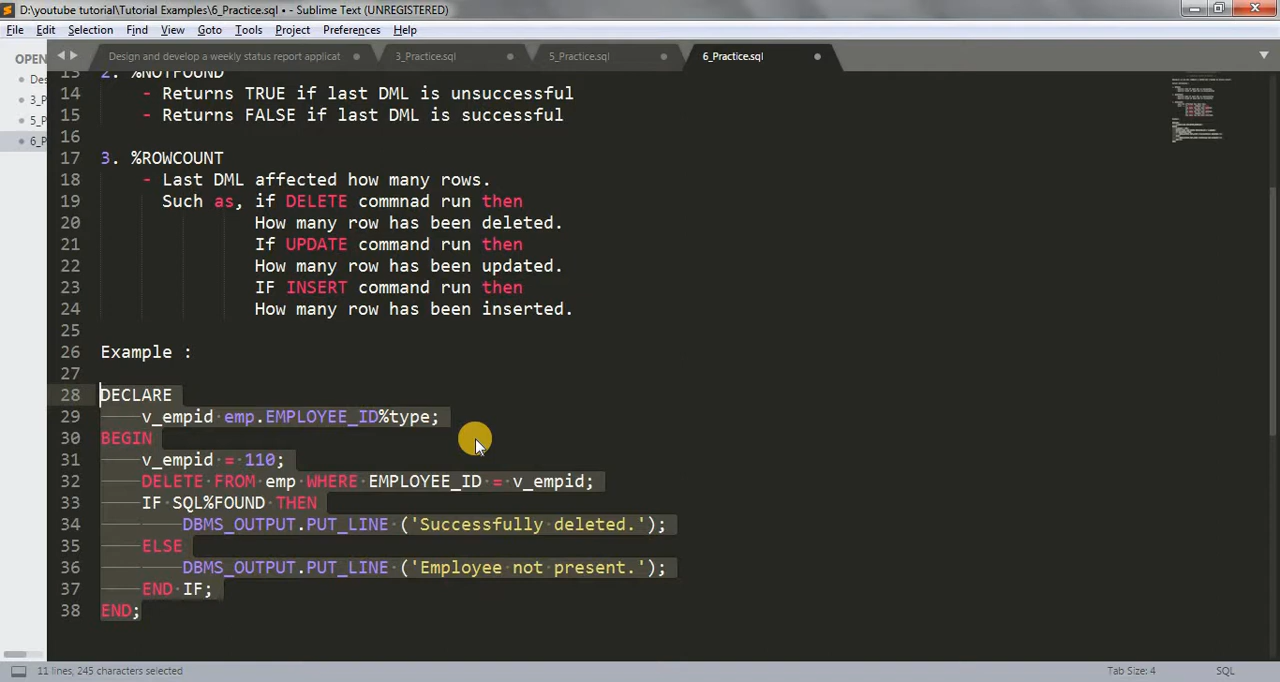 D:\youtube tutorial\Tutorial Examples\6_Practice.sql • - Sublime Text (UNREGISTERED)
File Edit Selection Find View Goto Tools Project Preferences Help
OPEN Design and develop a weekly status report applicat 3_Practice.sql 5_Practice.sql 6_Practice.sql
Des
3_P
5_P
6_P
13 2. %NOTFOUND
14 - Returns TRUE if last DML is unsuccessful
15 - Returns FALSE if last DML is successful
16
17 3. %ROWCOUNT
18 - Last DML affected how many rows.
19 Such as, if DELETE commnad run then
20 How many row has been deleted.
21 If UPDATE command run then
22 How many row has been updated.
23 IF INSERT command run then
24 How many row has been inserted.
25
26 Example :
27
28 DECLARE
29 v_empid emp.EMPLOYEE_ID%type;
30 BEGIN
31 v_empid = 110;
32 DELETE FROM emp WHERE EMPLOYEE_ID = v_empid;
33 IF SQL%FOUND THEN
34 DBMS_OUTPUT.PUT_LINE ('Successfully deleted.');
35 ELSE
36 DBMS_OUTPUT.PUT_LINE ('Employee not present.');
37 END IF;
38 END;
11 lines, 245 characters selected Tab Size: 4 SQL